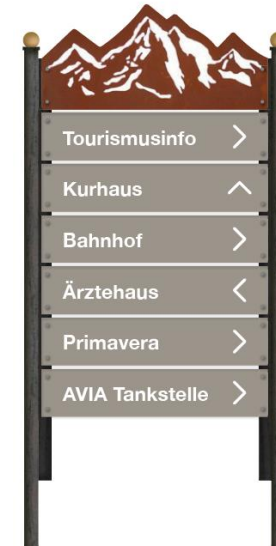 Tourismusinfo
Kurhaus
Bahnhof
Ärztehaus
Primavera
AVIA Tankstelle